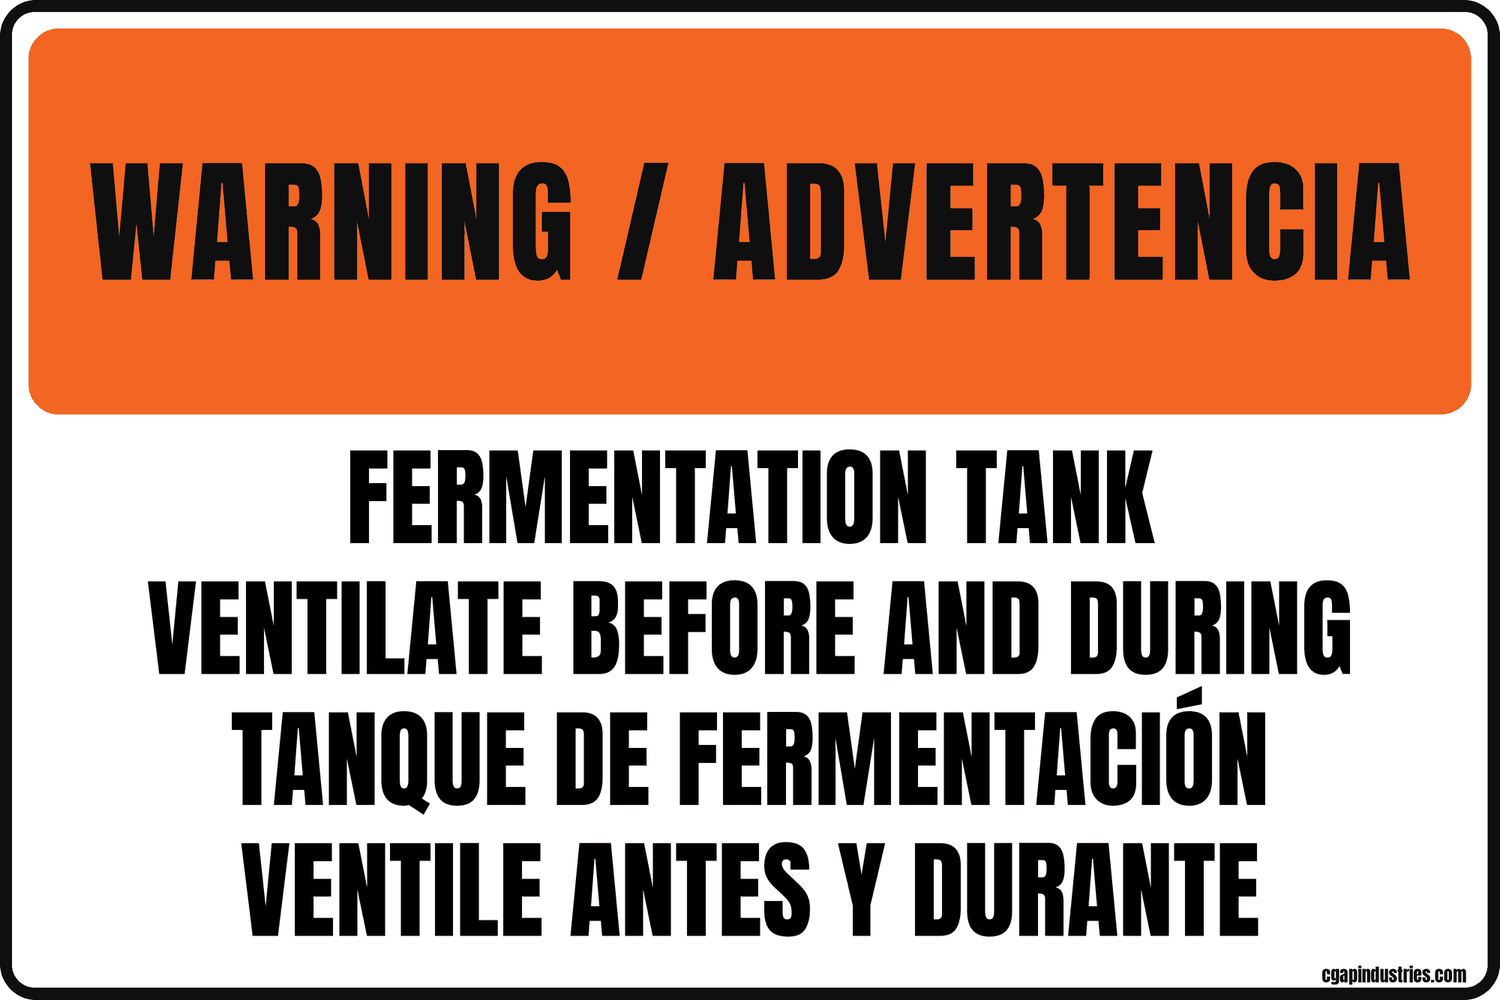 WARNING / ADVERTENCIA
FERMENTATION TANK
VENTILATE BEFORE AND DURING
TANQUE DE FERMENTACIÓN
VENTILE ANTES Y DURANTE
cgapindustries.com